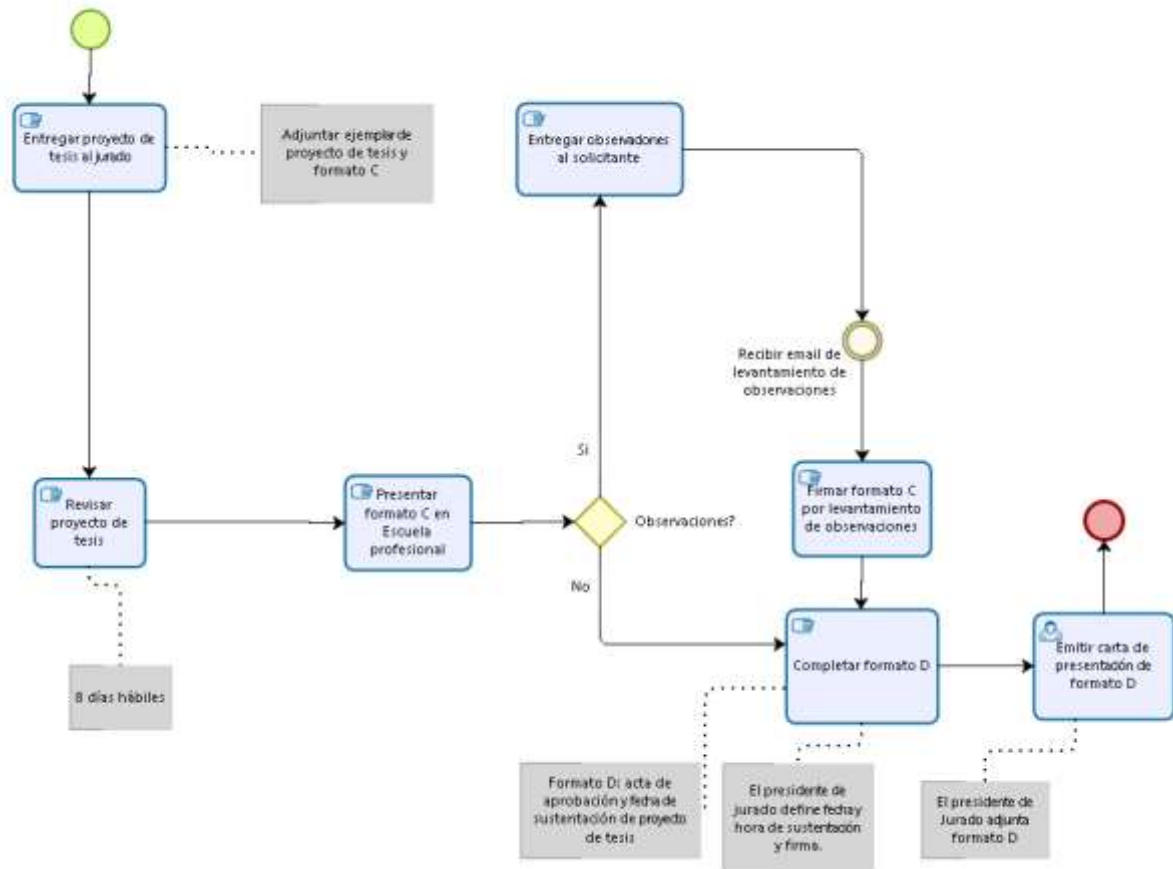 Entregar proyecto de
tesis al jurado
Adjuntar ejemplar de
proyecto de tesis y
formato C
Entregar observadores
al solicitante
Recibir email de
levantamiento de
observaciones
Si
Revisar
proyecto de
tesis
Presentar
formato C en
Escuela
profesional
Observaciones?
Firmar formato C
por levantamiento
de observaciones
No
8 días hábiles
Completar formato D
Emitir carta de
presentación de
formato D
Formato D: acta de
aprobación y fecha de
sustentación de proyecto
de tesis
El presidente de
jurado define fecha y
hora de sustentación
y firma.
El presidente de
Jurado adjunta
formato D